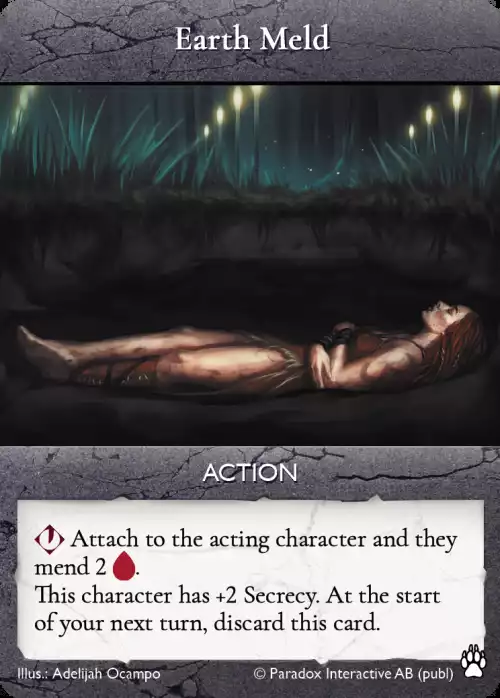 Earth Meld
ACTION
Attach to the acting character and they
mend 2 .
This character has +2 Secrecy. At the start
of your next turn, discard this card.
Illus.: Adelijah Ocampo © Paradox Interactive AB (publ)